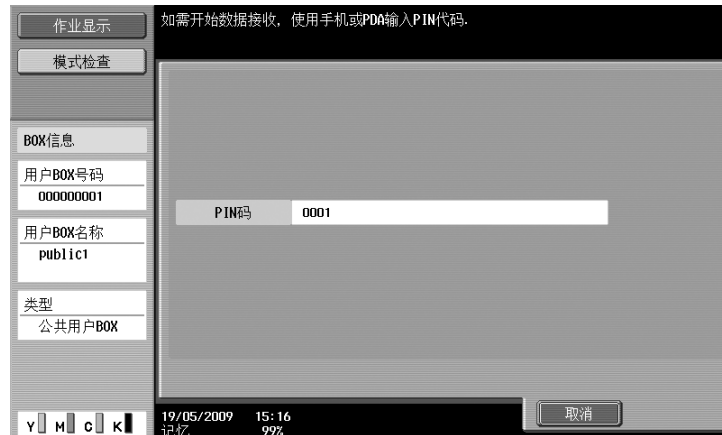 作业显示
如需开始数据接收, 使用手机或PDA输入PIN代码.
模式检查
BOX信息
用户BOX号码
000000001
PIN码 0001
用户BOX名称
public1
类型
公共用户BOX
取消
19/05/2009 15:16
Y M C K 记忆 99%